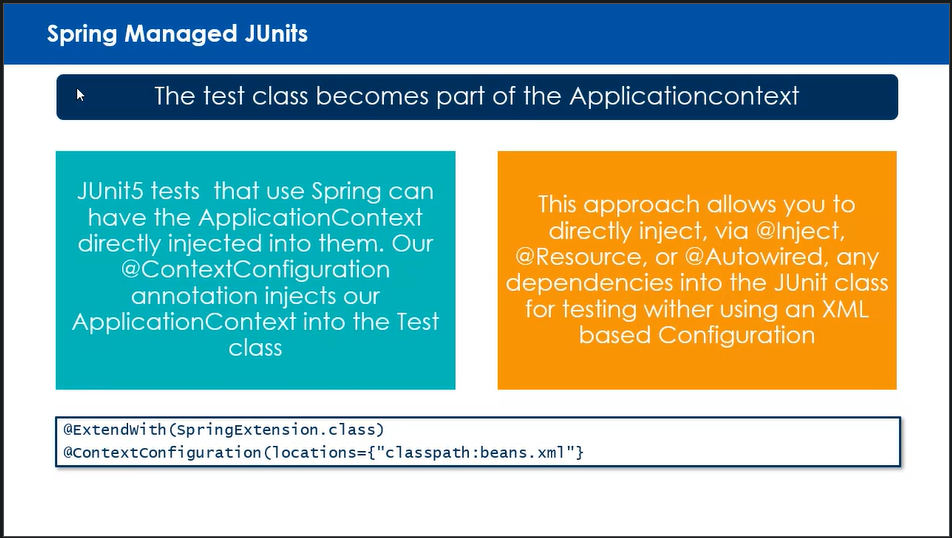 Spring Managed JUnits
The test class becomes part of the Applicationcontext
JUnit5 tests  that use Spring can
have the ApplicationContext
directly injected into them. Our
@ContextConfiguration
annotation injects our
ApplicationContext into the Test
class
This approach allows you to
directly inject, via @Inject,
@Resource, or @Autowired, any
dependencies into the JUnit class
for testing wither using an XML
based Configuration
@ExtendWith(SpringExtension.class)
@ContextConfiguration(locations={"classpath:beans.xml"}